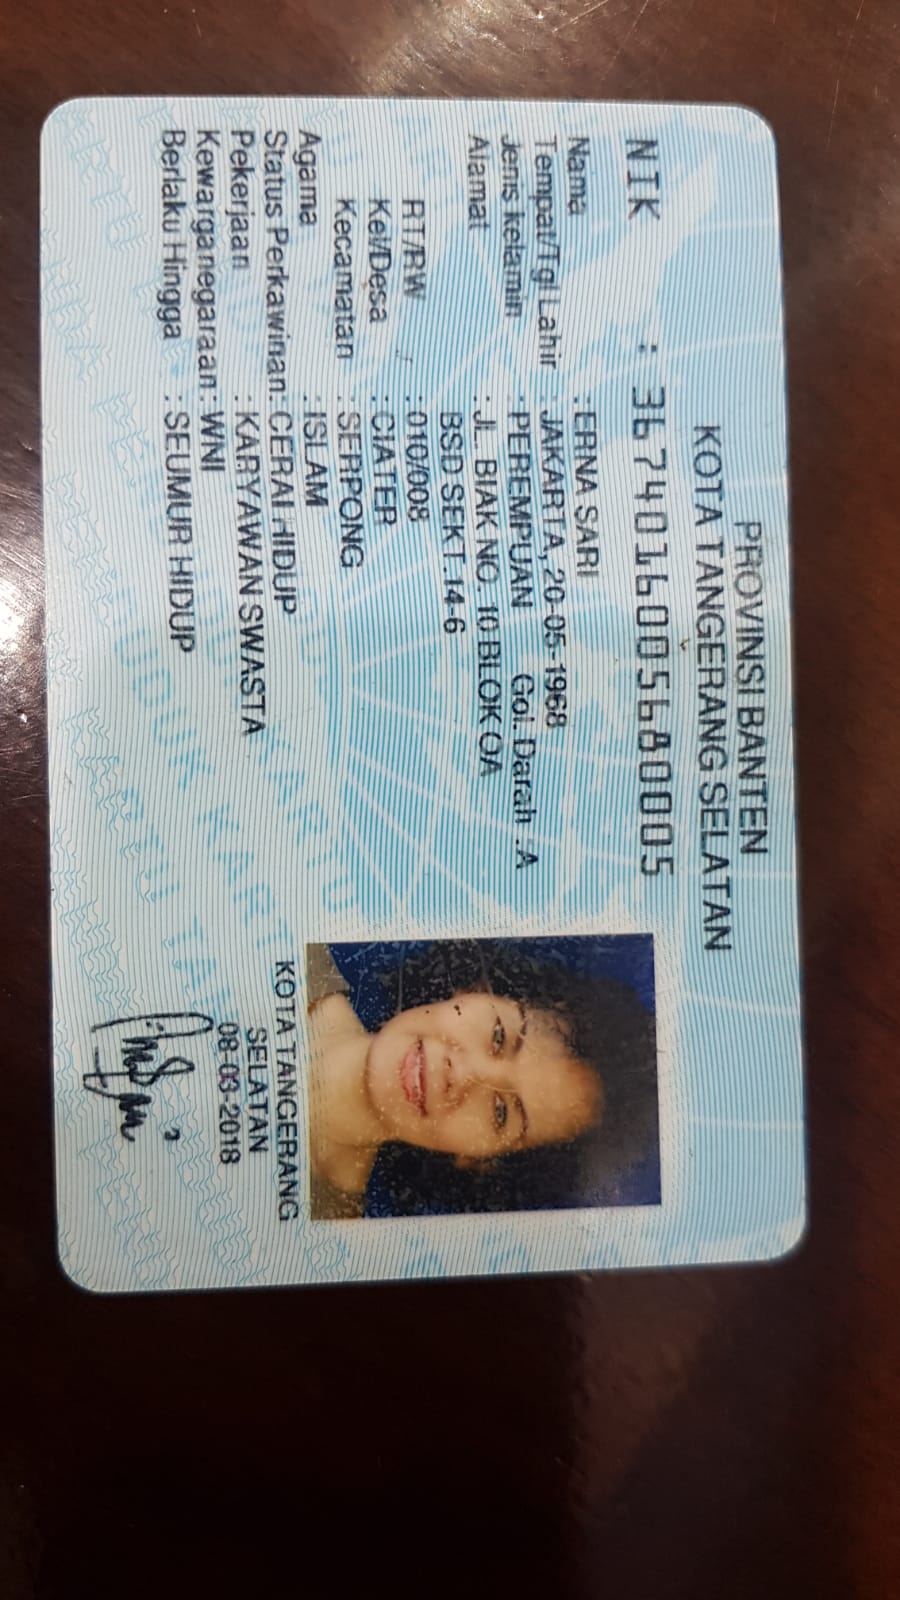 PROVINSI BANTEN
KOTA TANGERANG SELATAN
NIK : 3674016005680005
Nama : ERNA SARI
Tempat/Tgl Lahir : JAKARTA, 20-05-1968
Jenis kelamin : PEREMPUAN Gol. Darah : A
Alamat : JL. BIAK NO. 10 BLOK OA
BSD SEKT.14-6
RT/RW : 010/008
Kel/Desa : CIATER
Kecamatan : SERPONG
Agama : ISLAM
Status Perkawinan: CERAI HIDUP
Pekerjaan : KARYAWAN SWASTA
Kewarganegaraan: WNI
Berlaku Hingga : SEUMUR HIDUP
KOTA TANGERANG
SELATAN
08-03-2018